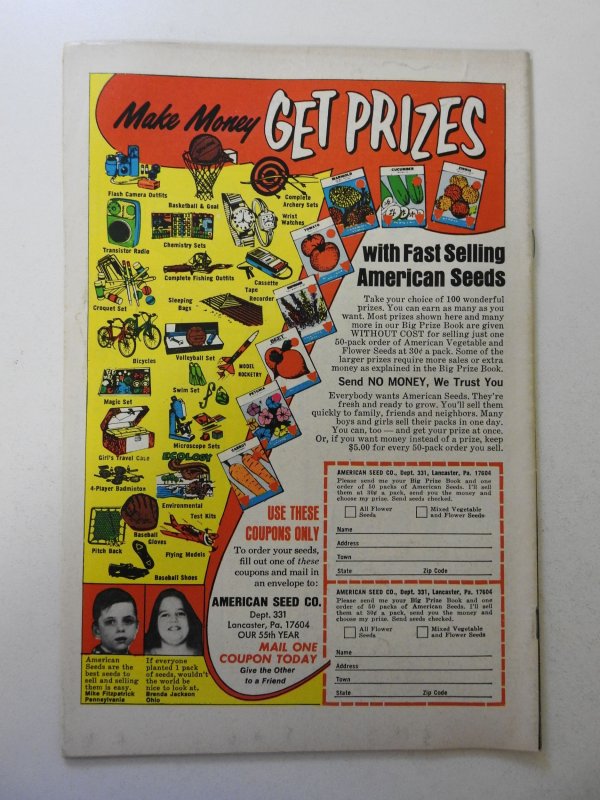 Make Money GET PRIZES
Flash Camera Outfits
Basketball & Goal
Complete
Archery Sets
Wrist
Watches
Transistor Radio
Chemistry Sets
Complete Fishing Outfits
Cassette
Tape
Recorder
Croquet Set
Sleeping
Bags
Bicycles
Volleyball Set
MODEL
ROCKETRY
Swim Set
Magic Set
Microscope Sets
Girl's Travel Case
ECOLOGY
4-Player Badminton
Environmental
Test Kits
Baseball
Gloves
Pitch Back
Flying Models
Baseball Shoes
CUCUMBER
TOMATO
CARROT
with Fast Selling
American Seeds
Take your choice of 100 wonderful
prizes. You can earn as many as you
want. Most prizes shown here and many
more in our Big Prize Book are given
WITHOUT COST for selling just one
50-pack order of American Vegetable and
Flower Seeds at 30¢ a pack. Some of the
larger prizes require more sales or extra
money as explained in the Big Prize Book.
Send NO MONEY, We Trust You
Everybody wants American Seeds. They're
fresh and ready to grow. You'll sell them
quickly to family, friends and neighbors. Many
boys and girls sell their packs in one day.
You can, too — and get your prize at once.
Or, if you want money instead of a prize, keep
$5.00 for every 50-pack order you sell.
USE THESE
COUPONS ONLY
To order your seeds,
fill out one of these
coupons and mail in
an envelope to:
AMERICAN SEED CO.
Dept. 331
Lancaster, Pa. 17604
OUR 55th YEAR
MAIL ONE
COUPON TODAY
Give the Other
to a Friend
AMERICAN SEED CO., Dept. 331, Lancaster, Pa. 17604
Please send me your Big Prize Book and one
order of 50 packs of American Seeds. I'll sell
them at 30¢ a pack, send you the money and
choose my prize. Send seeds checked.
All Flower
Seeds
Mixed Vegetable
and Flower Seeds
Name
Address
Town
State Zip Code
AMERICAN SEED CO., Dept. 331, Lancaster, Pa. 17604
Please send me your Big Prize Book and one
order of 50 packs of American Seeds. I'll sell
them at 30¢ a pack, send you the money and
choose my prize. Send seeds checked.
All Flower
Seeds
Mixed Vegetable
and Flower Seeds
Name
Address
Town
State Zip Code
American
Seeds are the
best seeds to
sell and selling
them is easy.
Mike Fitzpatrick
Pennsylvania
If everyone
planted 1 pack
of seeds, wouldn't
the world be
nice to look at.
Brenda Jackson
Ohio